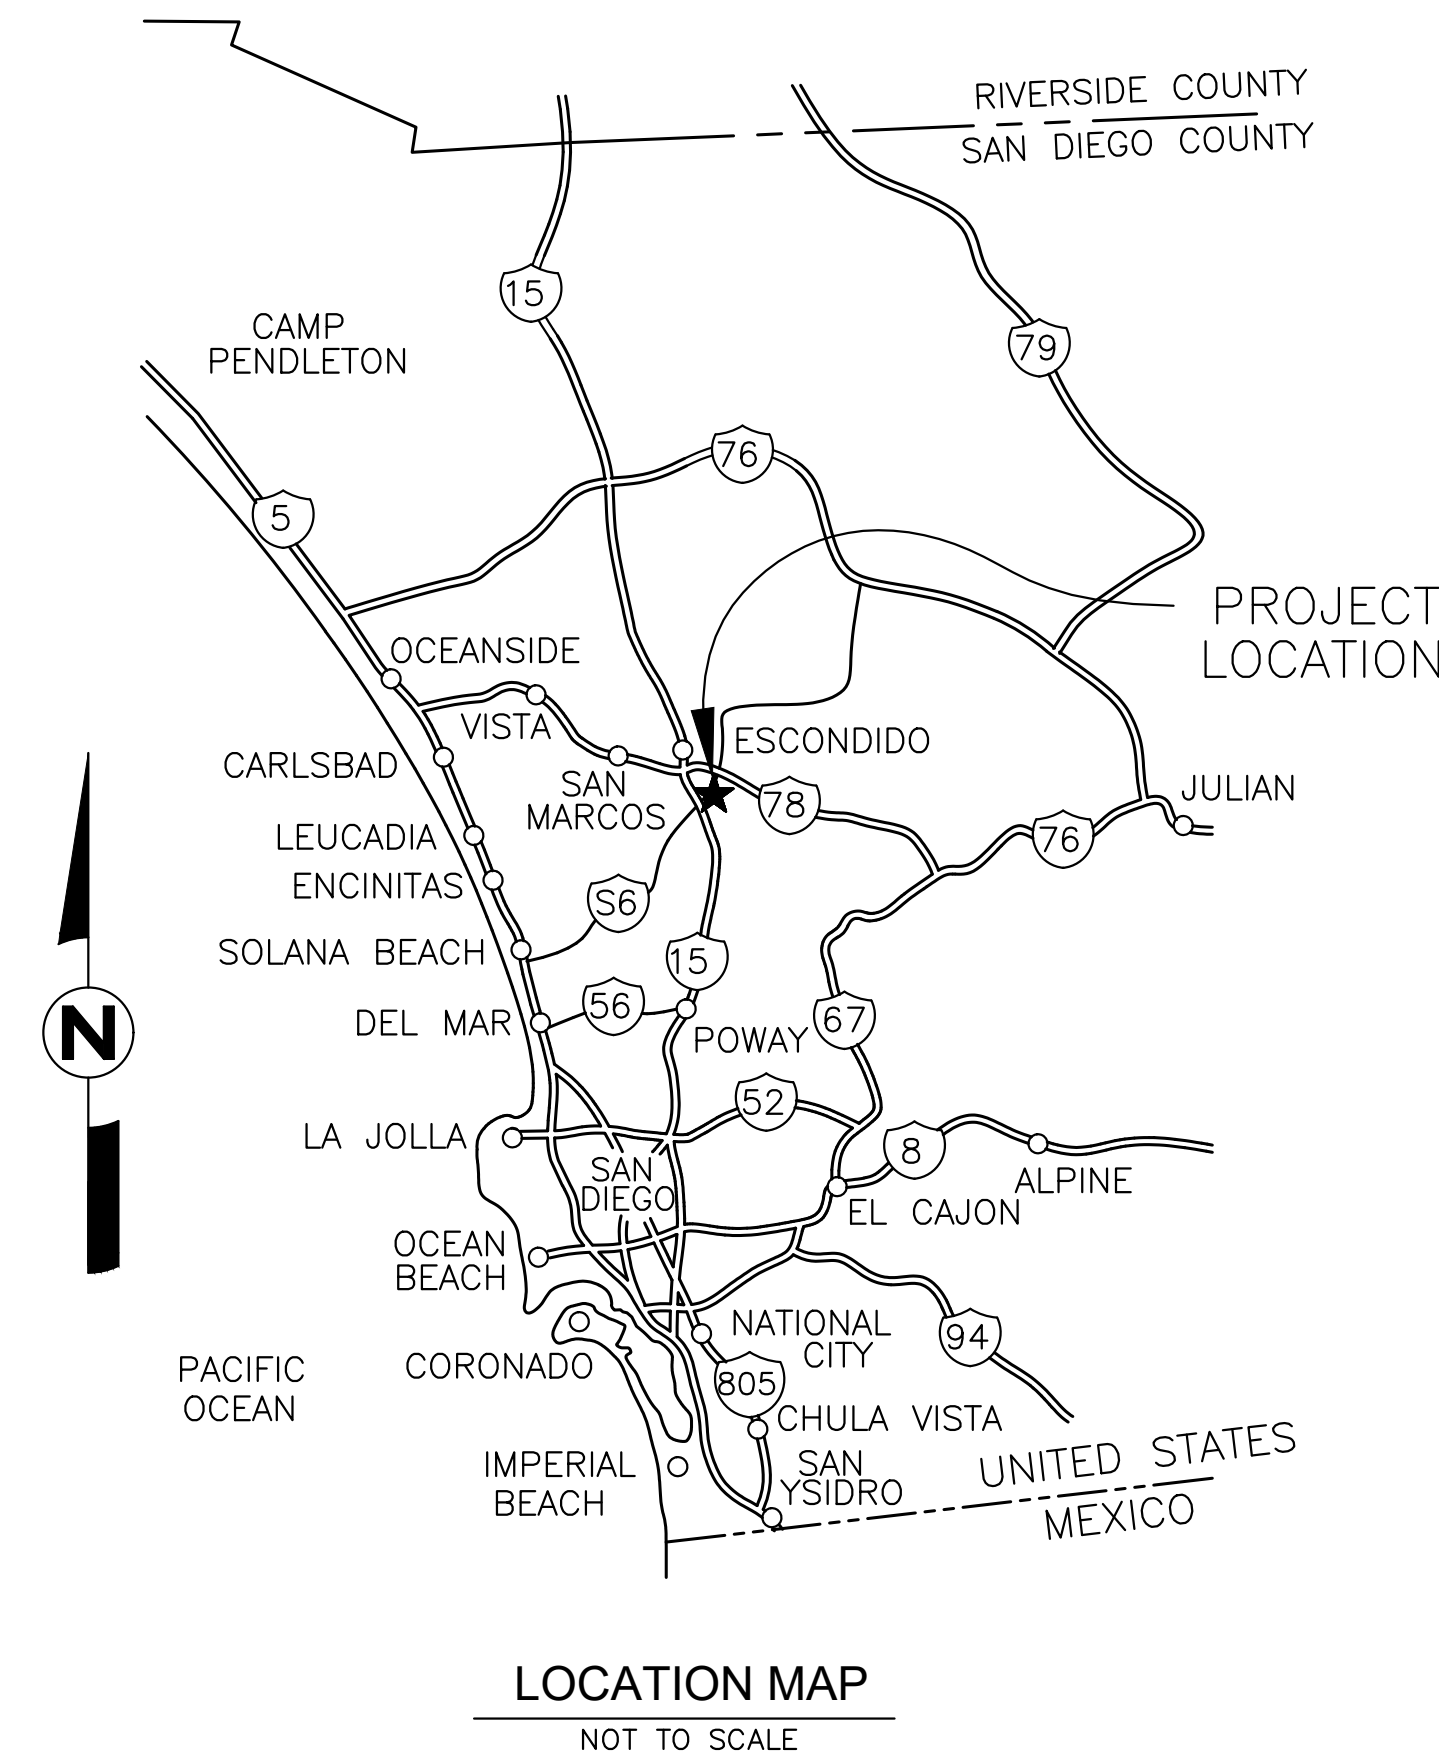 RIVERSIDE COUNTY
SAN DIEGO COUNTY
15
CAMP
PENDLETON
79
76
5
PROJECT
LOCATION
OCEANSIDE
VISTA
ESCONDIDO
CARLSBAD
SAN
MARCOS
78
JULIAN
LEUCADIA
76
ENCINITAS
S6
SOLANA BEACH
15
56
DEL MAR
67
POWAY
N
52
LA JOLLA
8
SAN
DIEGO
ALPINE
EL CAJON
OCEAN
BEACH
NATIONAL
CITY
94
PACIFIC
OCEAN
CORONADO
805
CHULA VISTA
IMPERIAL
BEACH
SAN
YSIDRO
UNITED STATES
MEXICO
LOCATION MAP
NOT TO SCALE